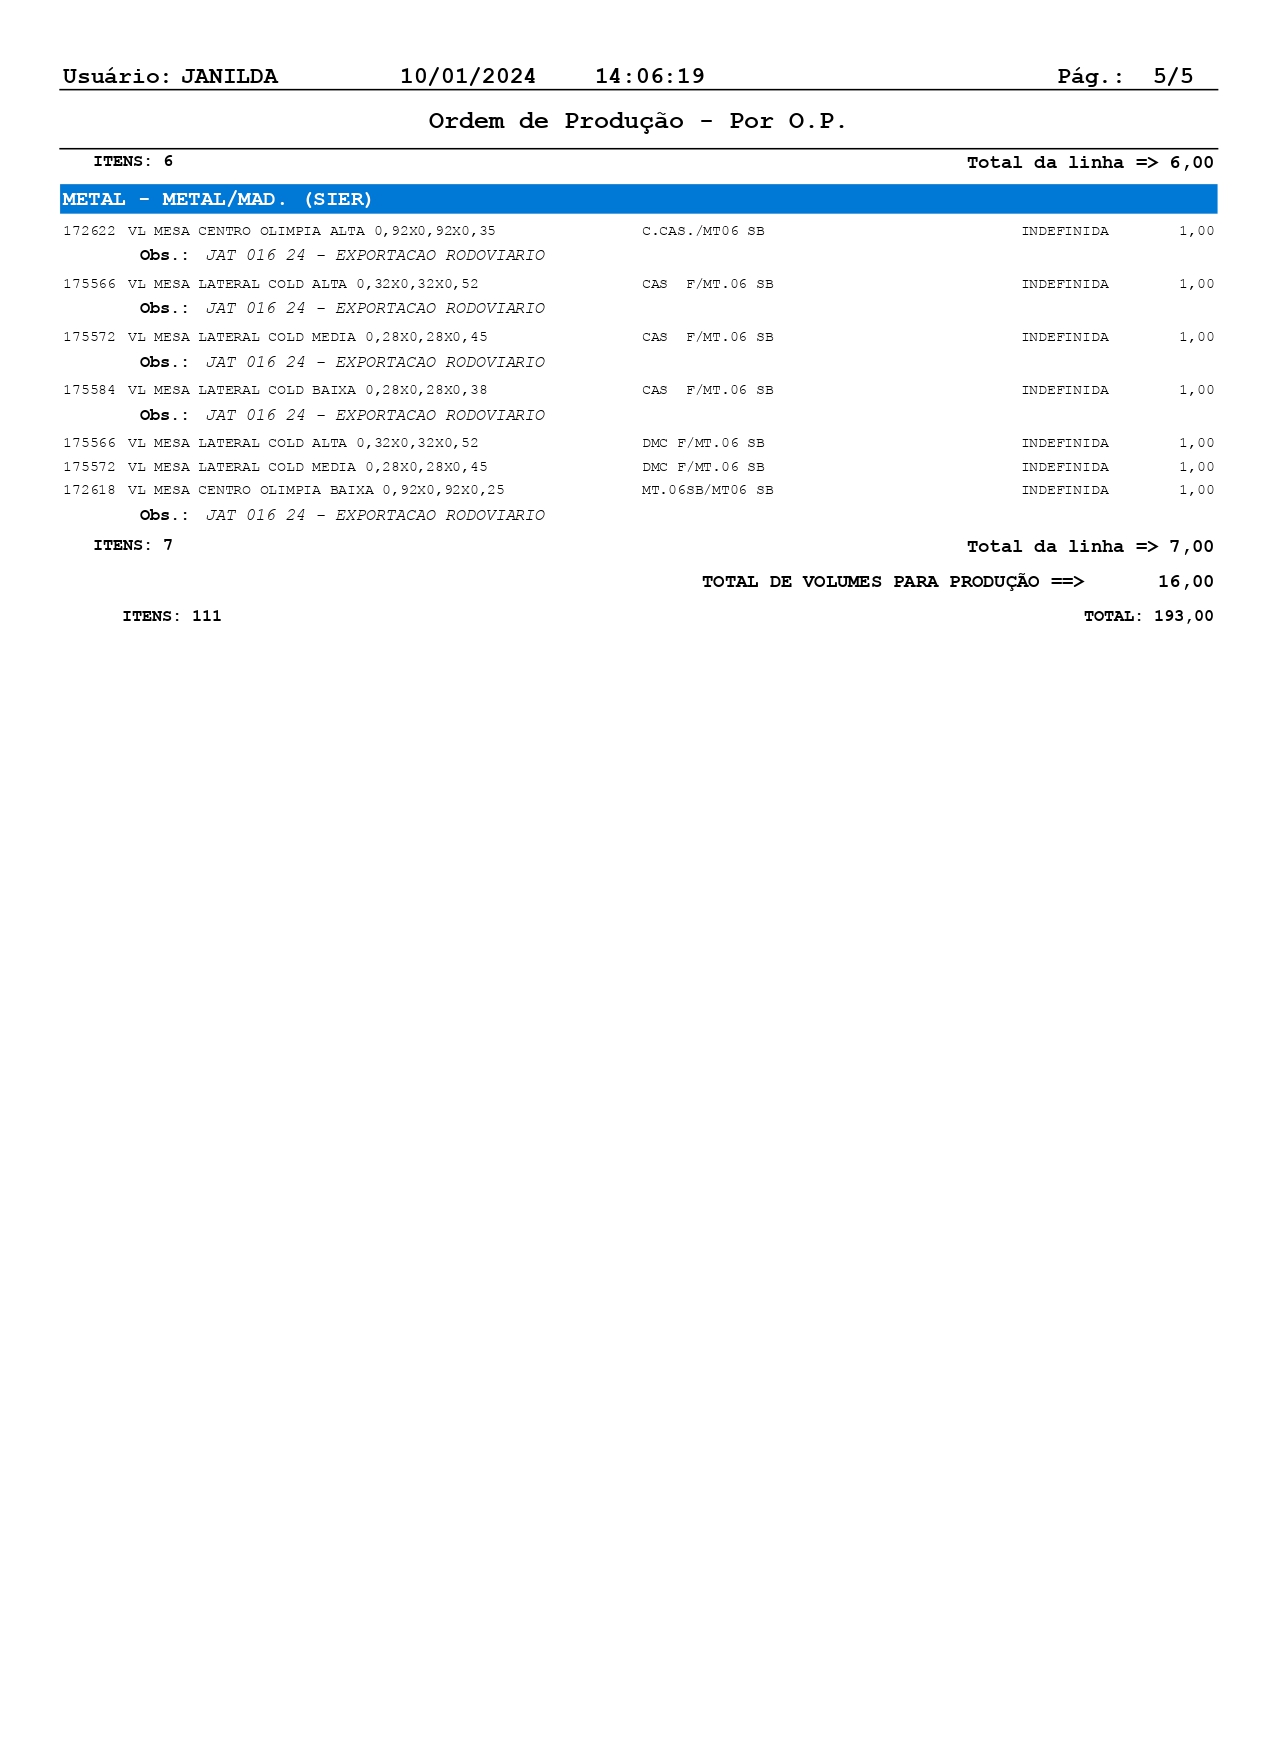 Usuário: JANILDA 10/01/2024 14:06:19 Pág.: 5/5
Ordem de Produção - Por O.P.
ITENS: 6 Total da linha => 6,00
METAL - METAL/MAD. (SIER)
172622 VL MESA CENTRO OLIMPIA ALTA 0,92X0,92X0,35 C.CAS./MT06 SB INDEFINIDA 1,00
Obs.: JAT 016 24 - EXPORTACAO RODOVIARIO
175566 VL MESA LATERAL COLD ALTA 0,32X0,32X0,52 CAS F/MT.06 SB INDEFINIDA 1,00
Obs.: JAT 016 24 - EXPORTACAO RODOVIARIO
175572 VL MESA LATERAL COLD MEDIA 0,28X0,28X0,45 CAS F/MT.06 SB INDEFINIDA 1,00
Obs.: JAT 016 24 - EXPORTACAO RODOVIARIO
175584 VL MESA LATERAL COLD BAIXA 0,28X0,28X0,38 CAS F/MT.06 SB INDEFINIDA 1,00
Obs.: JAT 016 24 - EXPORTACAO RODOVIARIO
175566 VL MESA LATERAL COLD ALTA 0,32X0,32X0,52 DMC F/MT.06 SB INDEFINIDA 1,00
175572 VL MESA LATERAL COLD MEDIA 0,28X0,28X0,45 DMC F/MT.06 SB INDEFINIDA 1,00
172618 VL MESA CENTRO OLIMPIA BAIXA 0,92X0,92X0,25 MT.06SB/MT06 SB INDEFINIDA 1,00
Obs.: JAT 016 24 - EXPORTACAO RODOVIARIO
ITENS: 7 Total da linha => 7,00
TOTAL DE VOLUMES PARA PRODUÇÃO ==> 16,00
ITENS: 111 TOTAL: 193,00